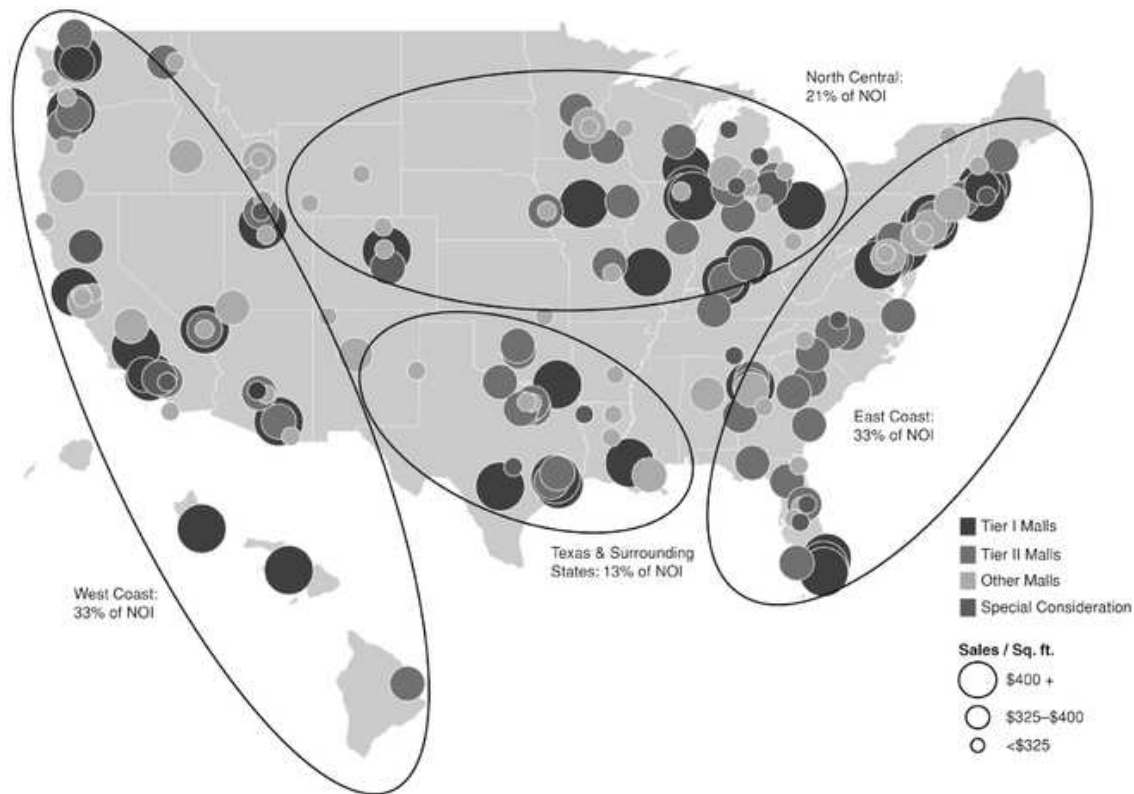 North Central:
21% of NOI
East Coast:
33% of NOI
Texas & Surrounding
States: 13% of NOI
West Coast:
33% of NOI
Tier I Malls
Tier II Malls
Other Malls
Special Consideration
Sales / Sq. ft.
$400 +
$325–$400
<$325